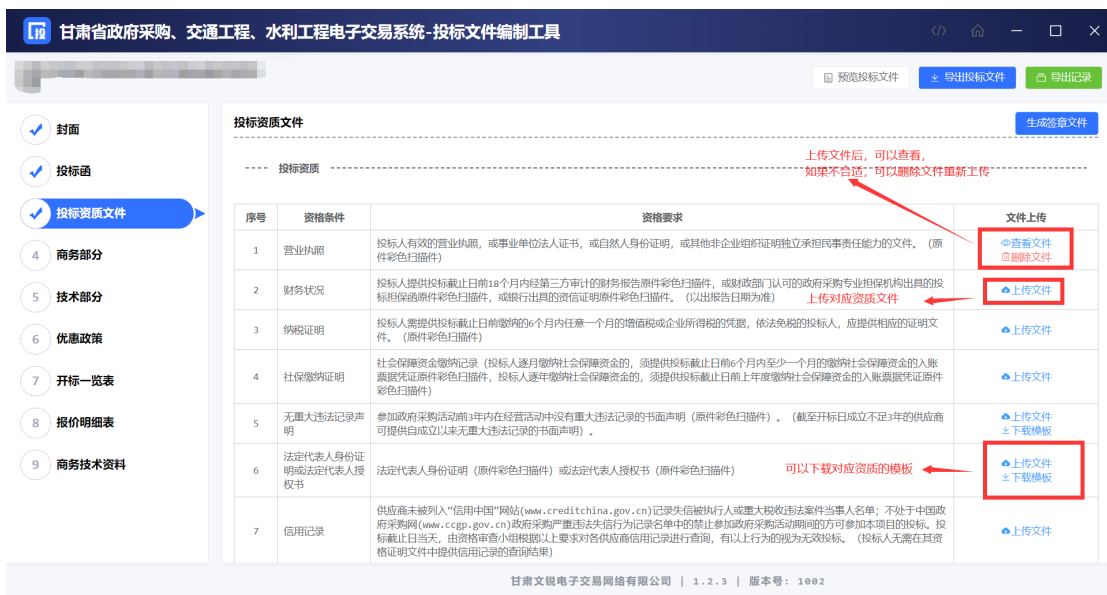 投 甘肃省政府采购、交通工程、水利工程电子交易系统-投标文件编制工具
预览投标文件
导出投标文件
导出记录
封面
投标函
投标资质文件
4 商务部分
5 技术部分
6 优惠政策
7 开标一览表
8 报价明细表
9 商务技术资料
投标资质文件
生成签章文件
投标资质
上传文件后，可以查看，
如果不合适，可以删除文件重新上传
序号 资格条件 资格要求 文件上传
1 营业执照
投标人有效的营业执照，或事业单位法人证书，或自然人身份证明，或其他非企业组织证明独立承担民事责任能力的文件。（原
件彩色扫描件）
查看文件
删除文件
2 财务状况
投标人提供投标截止日前18个月内经第三方审计的财务报告原件彩色扫描件，或财政部门认可的政府采购专业担保机构出具的投
标担保函原件彩色扫描件，或银行出具的资信证明原件彩色扫描件。（以出报告日期为准）
上传对应资质文件
上传文件
3 纳税证明
投标人需提供投标截止日前缴纳的6个月内任意一个月的增值税或企业所得税的凭据，依法免税的投标人，应提供相应的证明文
件。（原件彩色扫描件）
上传文件
4 社保缴纳证明
社会保障资金缴纳记录（投标人逐月缴纳社会保障资金的，须提供投标截止日前6个月内至少一个月的缴纳社会保障资金的入账
票据凭证原件彩色扫描件，投标人逐年缴纳社会保障资金的，须提供投标截止日前上年度缴纳社会保障资金的入账票据凭证原件
彩色扫描件）
上传文件
5 无重大违法记录声
明
参加政府采购活动前3年内在经营活动中没有重大违法记录的书面声明（原件彩色扫描件）。（截至开标日成立不足3年的供应商
可提供自成立以来无重大违法记录的书面声明）。
上传文件
下载模板
6 法定代表人身份证
明或法定代表人授
权书
法定代表人身份证明（原件彩色扫描件）或法定代表人授权书（原件彩色扫描件）
可以下载对应资质的模板
上传文件
下载模板
7 信用记录
供应商未被列入“信用中国”网站(www.creditchina.gov.cn)记录失信被执行人或重大税收违法案件当事人名单；不处于中国政
府采购网(www.ccgp.gov.cn)政府采购严重违法失信行为记录名单中的禁止参加政府采购活动期间的方可参加本项目的投标。投
标截止日当天，由资格审查小组根据以上要求对各供应商信用记录进行查询，有以上行为的视为无效投标。（投标人无需在其资
格证明文件中提供信用记录的查询结果）
上传文件
甘肃文锐电子交易网络有限公司 | 1.2.3 | 版本号: 1002